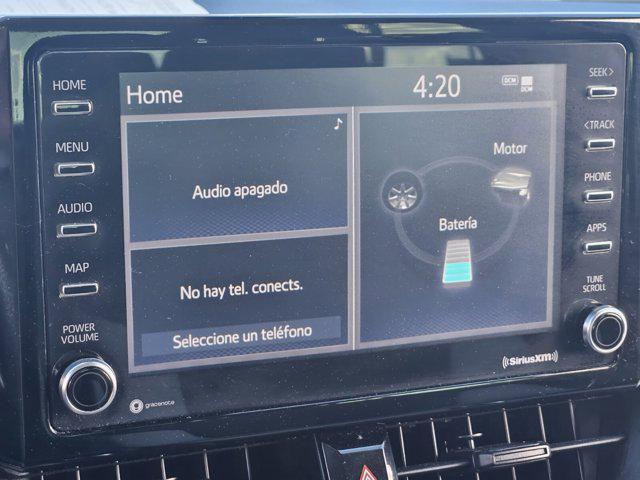 HOME
MENU
AUDIO
MAP
POWER
VOLUME
gracenote
Home
4:20
DCM
DCM
Audio apagado
No hay tel. conects.
Seleccione un teléfono
Motor
Batería
SEEK >
< TRACK
PHONE
APPS
TUNE
SCROLL
((SiriusXM))